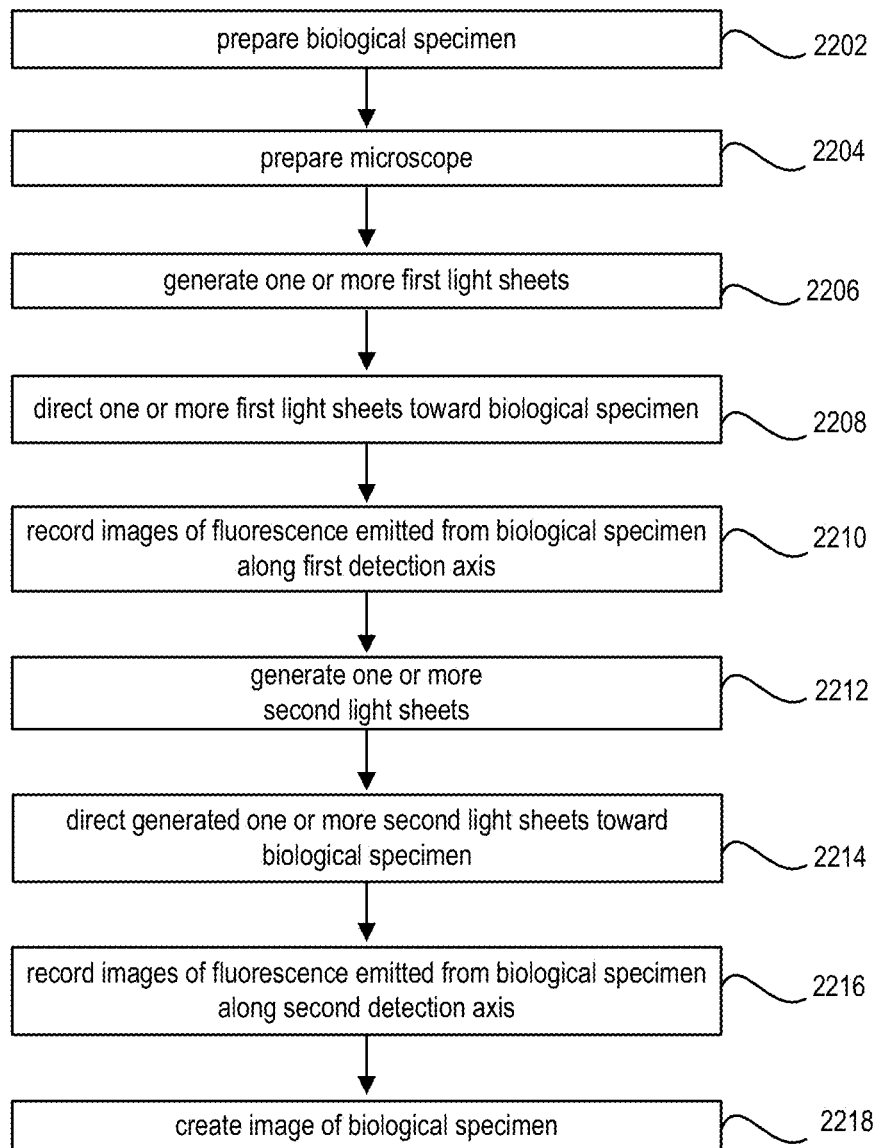 prepare biological specimen
2202
prepare microscope
2204
generate one or more first light sheets
2206
direct one or more first light sheets toward biological specimen
2208
record images of fluorescence emitted from biological specimen
along first detection axis
2210
generate one or more
second light sheets
2212
direct generated one or more second light sheets toward
biological specimen
2214
record images of fluorescence emitted from biological specimen
along second detection axis
2216
create image of biological specimen
2218